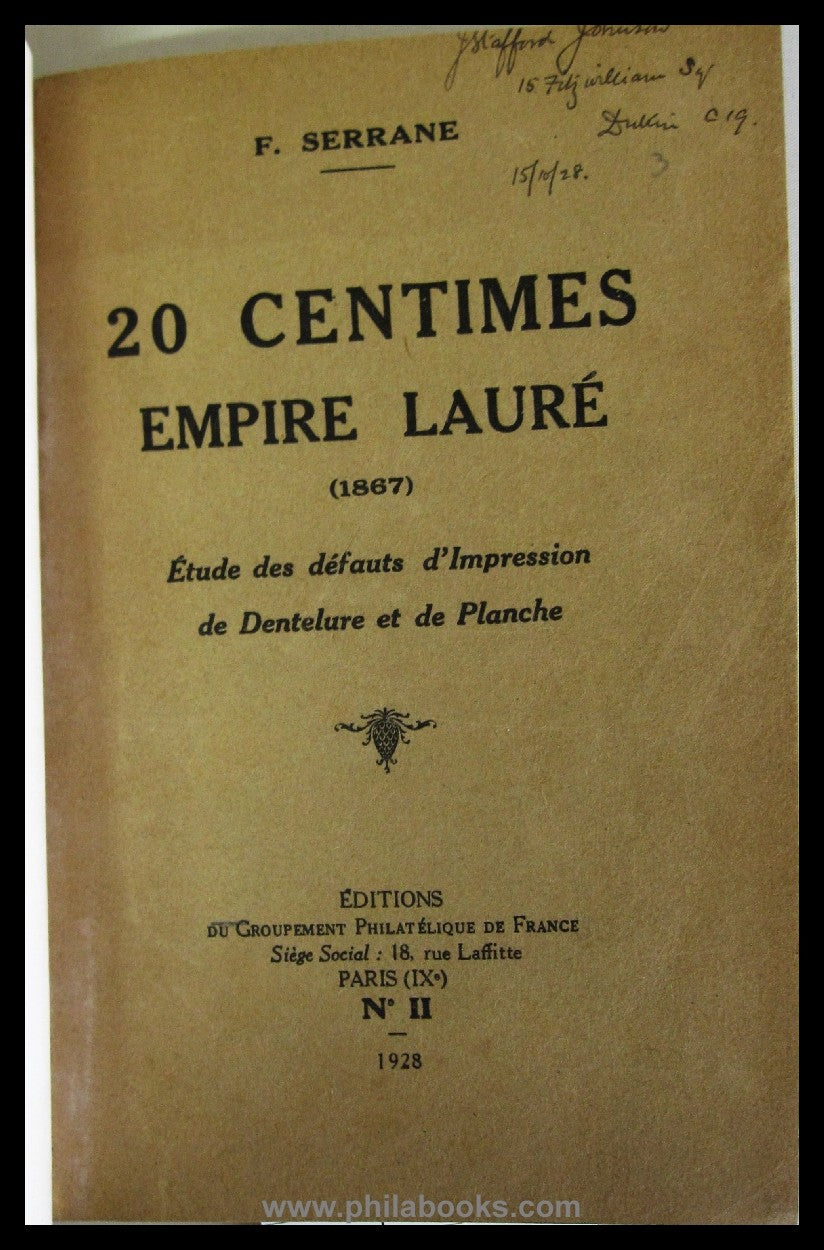 J Stafford Johnson
15 Fitzwilliam Sq
Dublin C19.
15/10/28. 3
F. SERRANE
20 CENTIMES
EMPIRE LAURÉ
(1867)
Étude des défauts d'Impression
de Dentelure et de Planche
ÉDITIONS
DU GROUPEMENT PHILATÉLIQUE DE FRANCE
Siège Social : 18, rue Laffitte
PARIS (IXe)
N° II
1928
www.philabooks.com